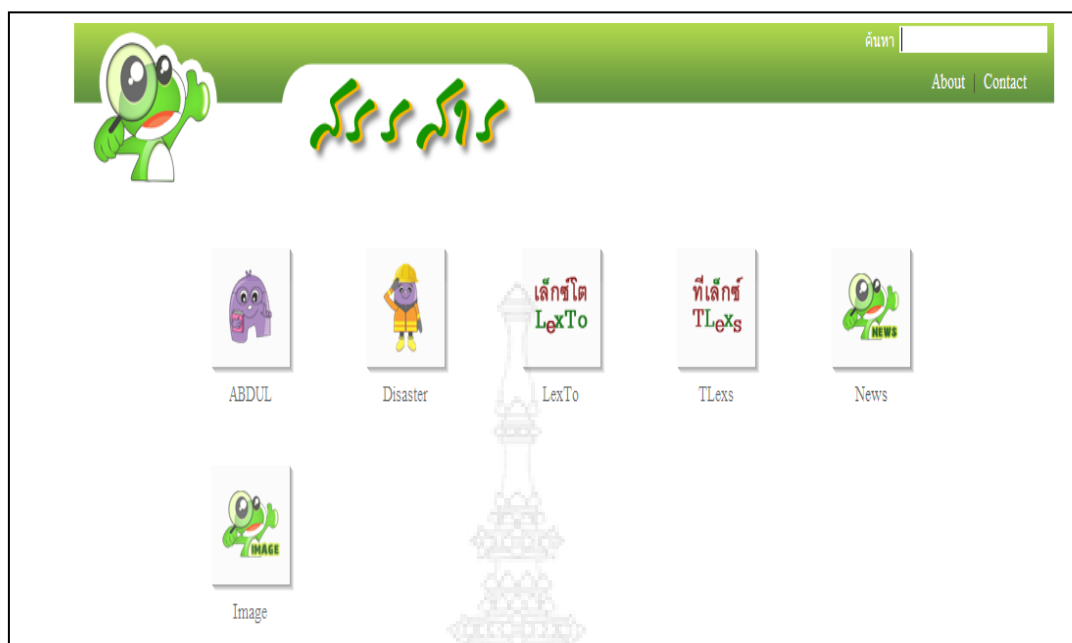 ค้นหา
About | Contact
สรรสาร
เล็กซ์โต
LexTo
ทีเล็กซ์
TLexs
NEWS
ABDUL
Disaster
LexTo
TLexs
News
IMAGE
Image